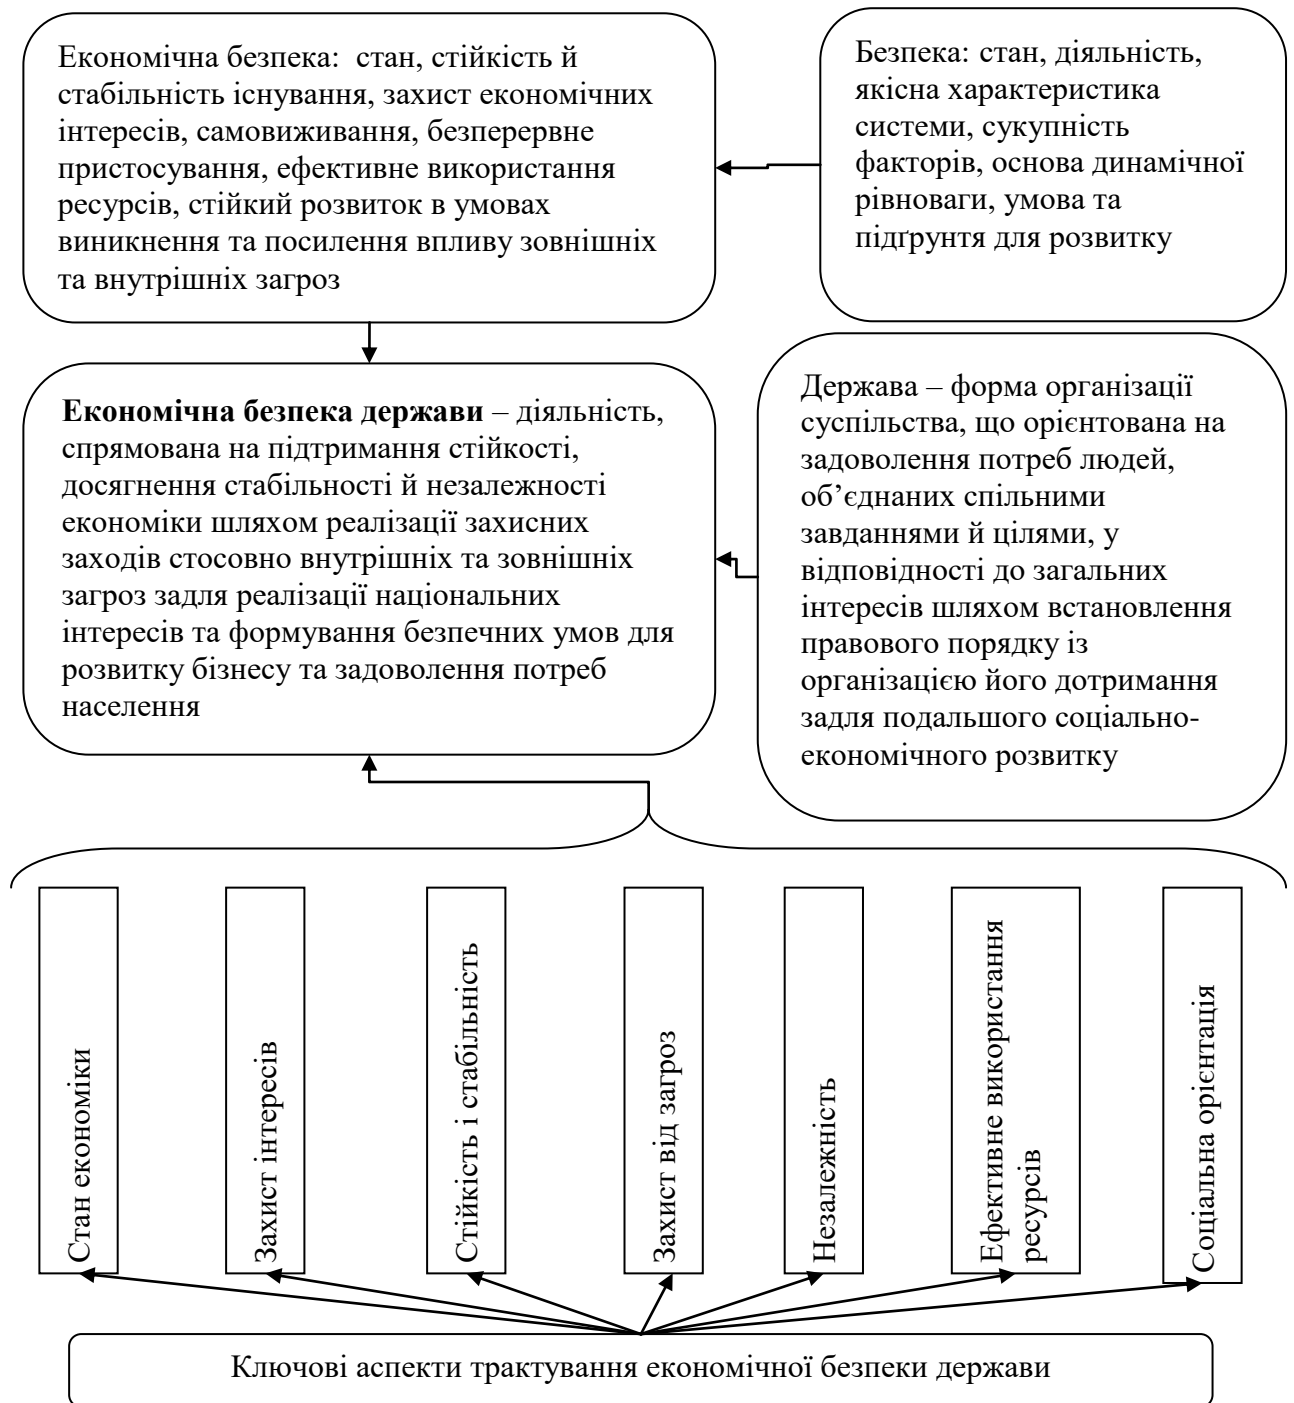 Економічна безпека: стан, стійкість й
стабільність існування, захист економічних
інтересів, самовиживання, безперервне
пристосування, ефективне використання
ресурсів, стійкий розвиток в умовах
виникнення та посилення впливу зовнішніх
та внутрішніх загроз
Безпека: стан, діяльність,
якісна характеристика
системи, сукупність
факторів, основа динамічної
рівноваги, умова та
підґрунтя для розвитку
Економічна безпека держави – діяльність,
спрямована на підтримання стійкості,
досягнення стабільності й незалежності
економіки шляхом реалізації захисних
заходів стосовно внутрішніх та зовнішніх
загроз задля реалізації національних
інтересів та формування безпечних умов для
розвитку бізнесу та задоволення потреб
населення
Держава – форма організації
суспільства, що орієнтована на
задоволення потреб людей,
об’єднаних спільними
завданнями й цілями, у
відповідності до загальних
інтересів шляхом встановлення
правового порядку із
організацією його дотримання
задля подальшого соціально-
економічного розвитку
Стан економіки
Захист інтересів
Стійкість і стабільність
Захист від загроз
Незалежність
Ефективне використання
ресурсів
Соціальна орієнтація
Ключові аспекти трактування економічної безпеки держави